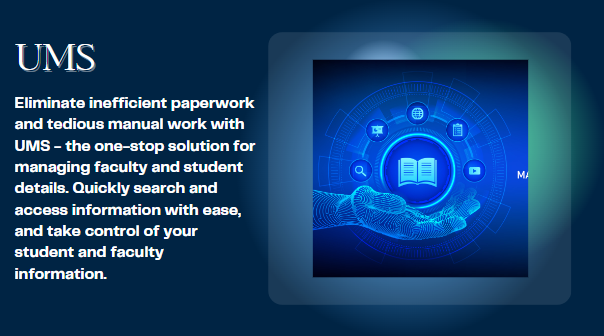 UMS
Eliminate inefficient paperwork
and tedious manual work with
UMS – the one-stop solution for
managing faculty and student
details. Quickly search and
access information with ease,
and take control of your
student and faculty
information.
MA